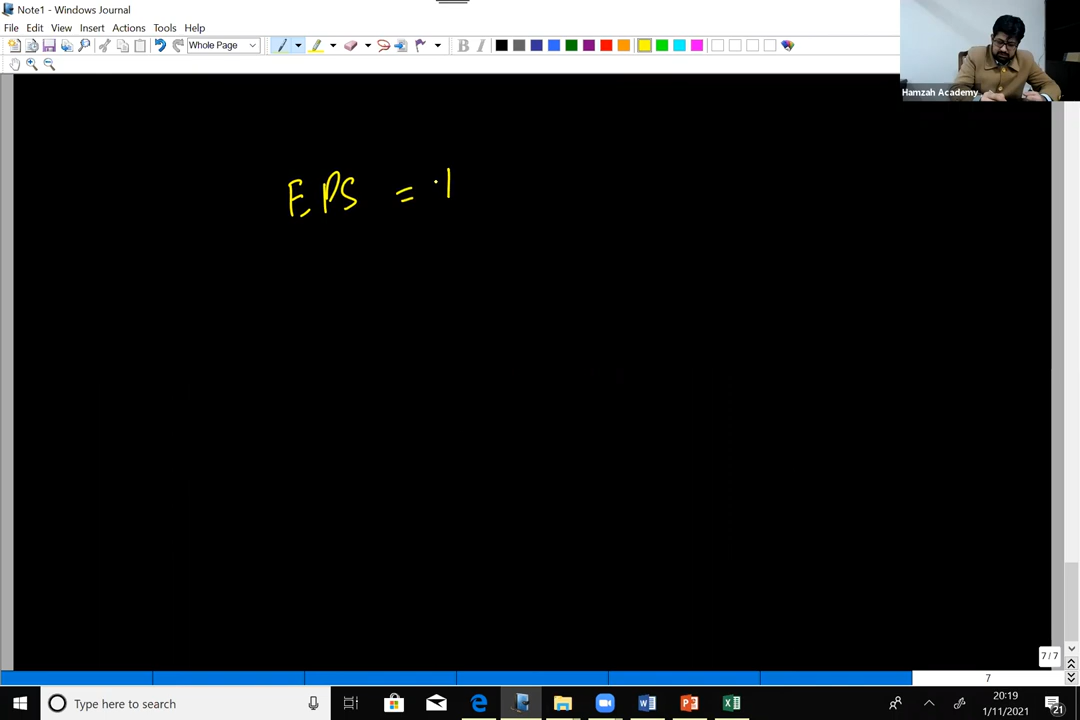 Note1 - Windows Journal
File Edit View Insert Actions Tools Help
Whole Page
B I
Hamzah Academy
EPS =
7/7
7
Type here to search
20:19
1/11/2021
21